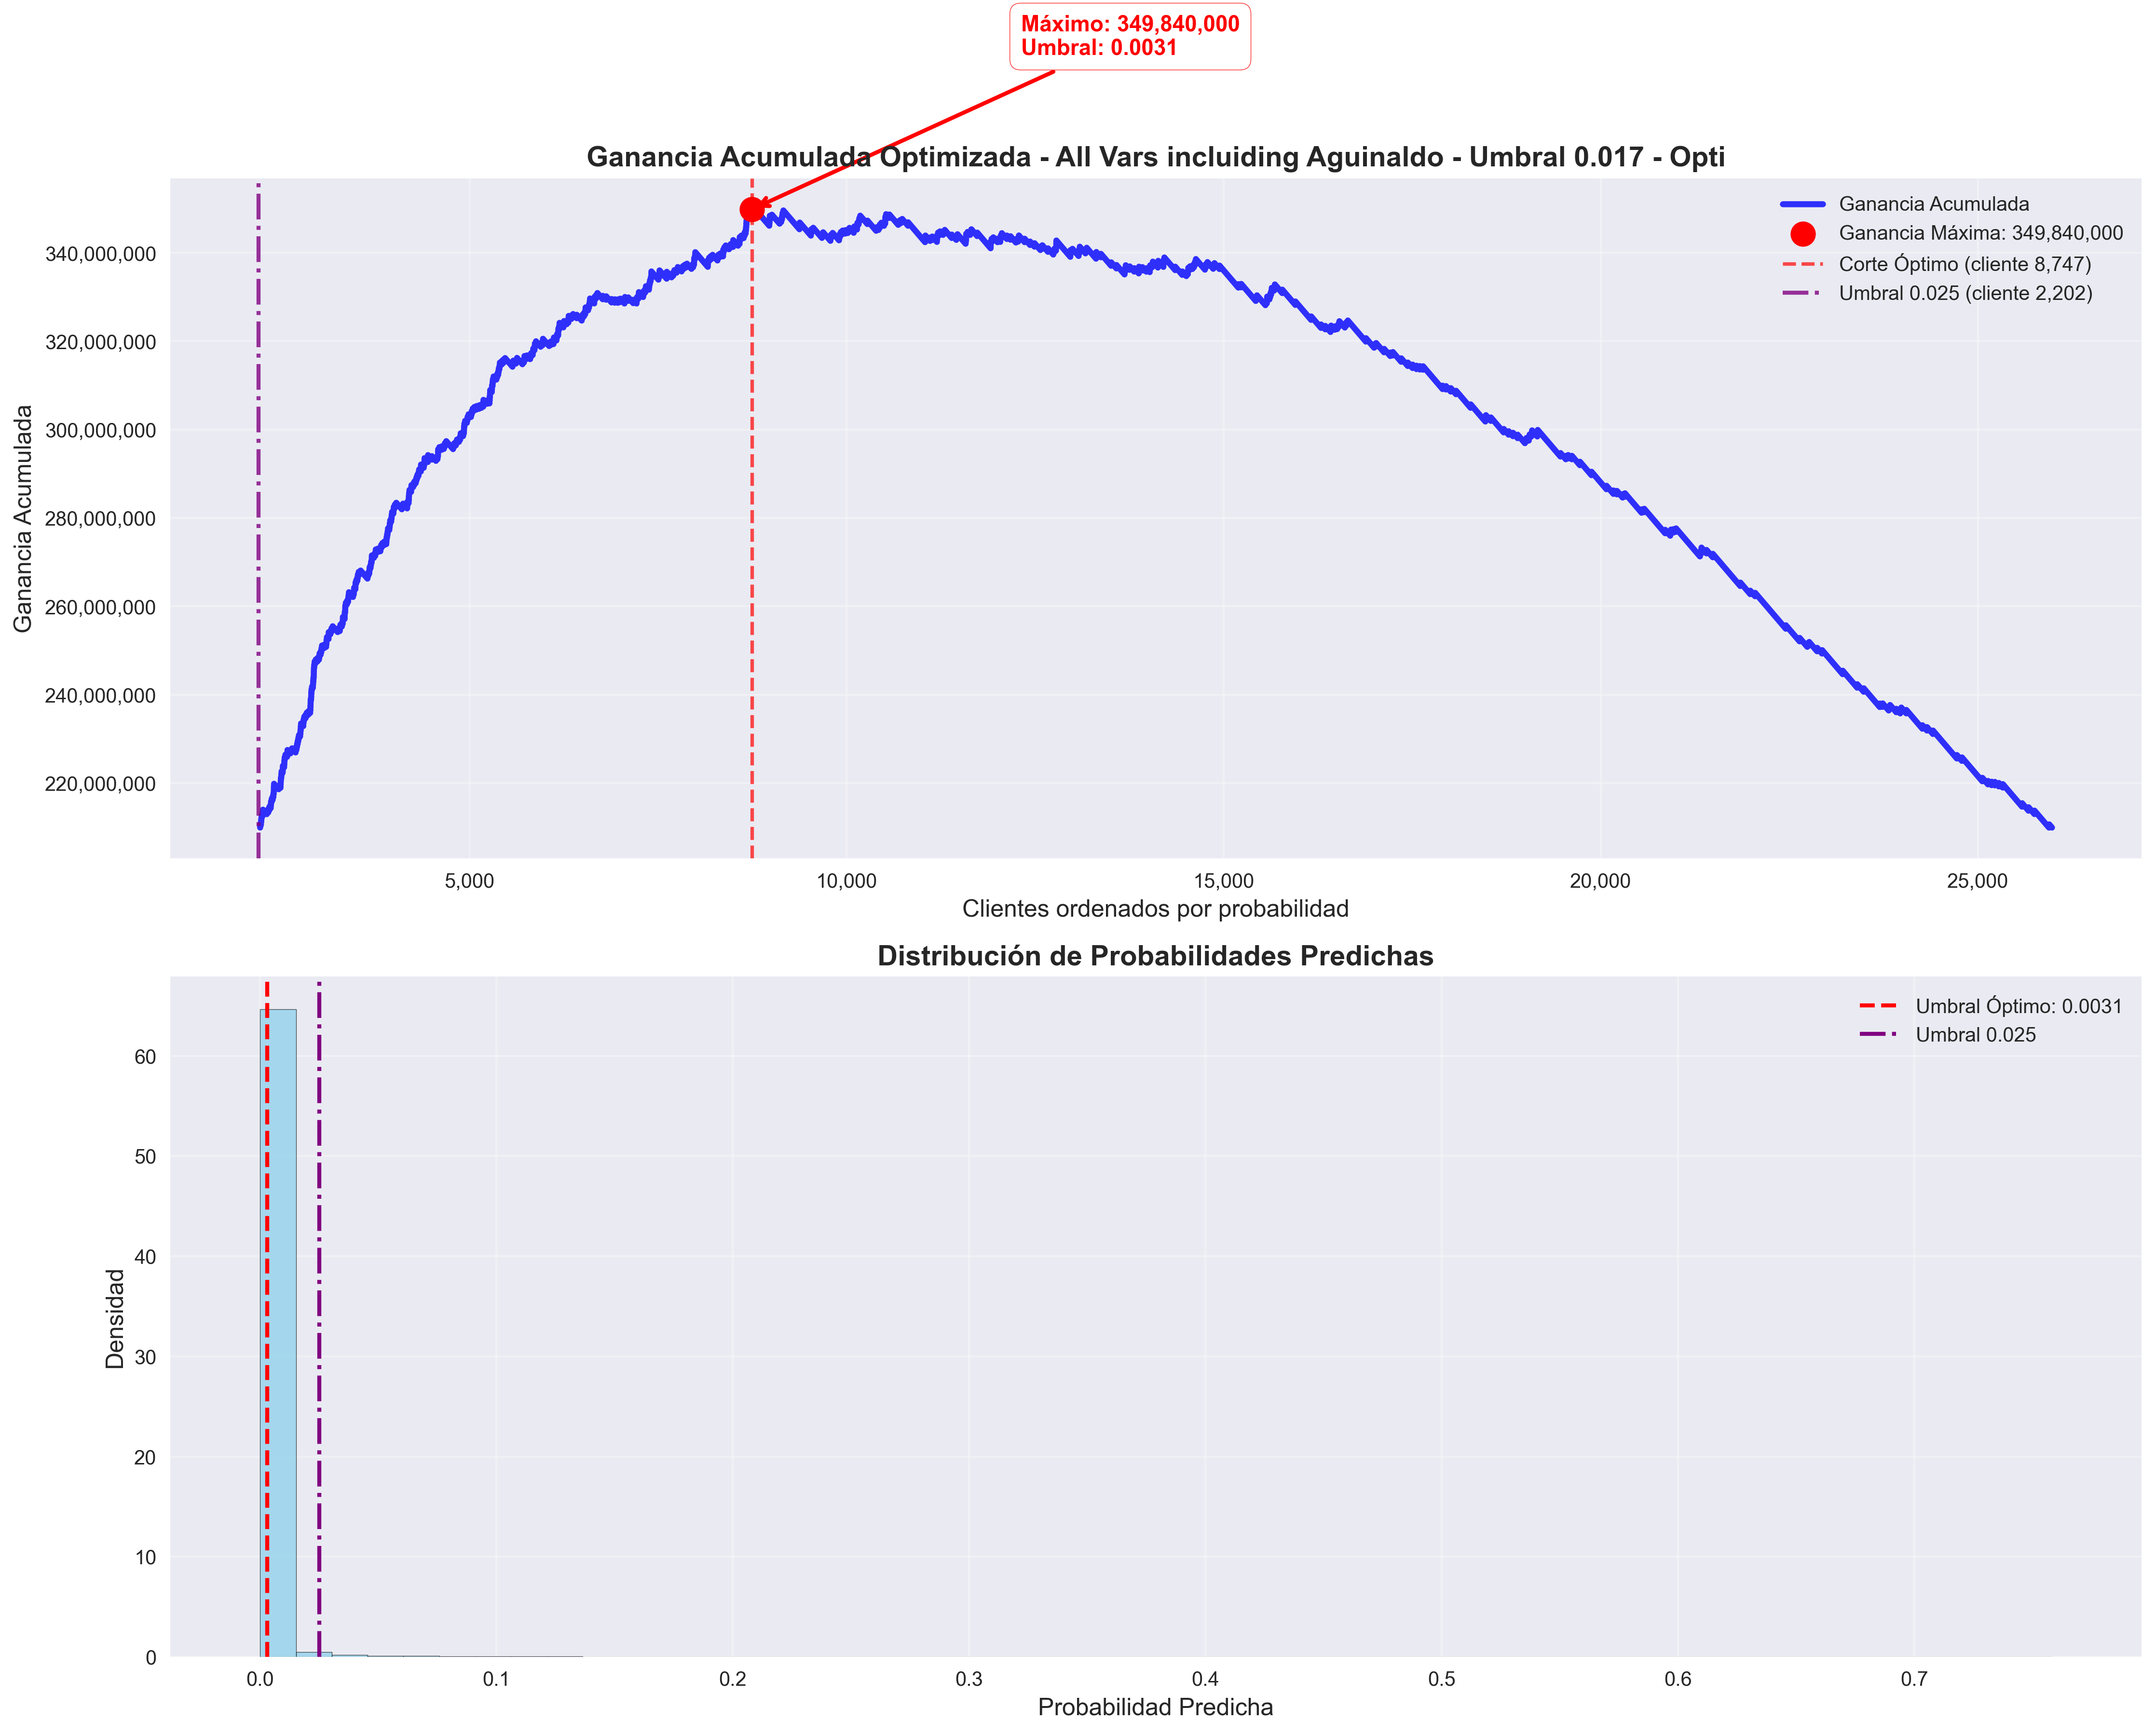 Máximo: 349,840,000
Umbral: 0.0031
Ganancia Acumulada Optimizada - All Vars incluiding Aguinaldo - Umbral 0.017 - Opti
Ganancia Acumulada
Ganancia Máxima: 349,840,000
Corte Óptimo (cliente 8,747)
Umbral 0.025 (cliente 2,202)
Ganancia Acumulada
340,000,000
320,000,000
300,000,000
280,000,000
260,000,000
240,000,000
220,000,000
5,000 10,000 15,000 20,000 25,000
Clientes ordenados por probabilidad
Distribución de Probabilidades Predichas
Umbral Óptimo: 0.0031
Umbral 0.025
Densidad
60
50
40
30
20
10
0
0.0 0.1 0.2 0.3 0.4 0.5 0.6 0.7
Probabilidad Predicha